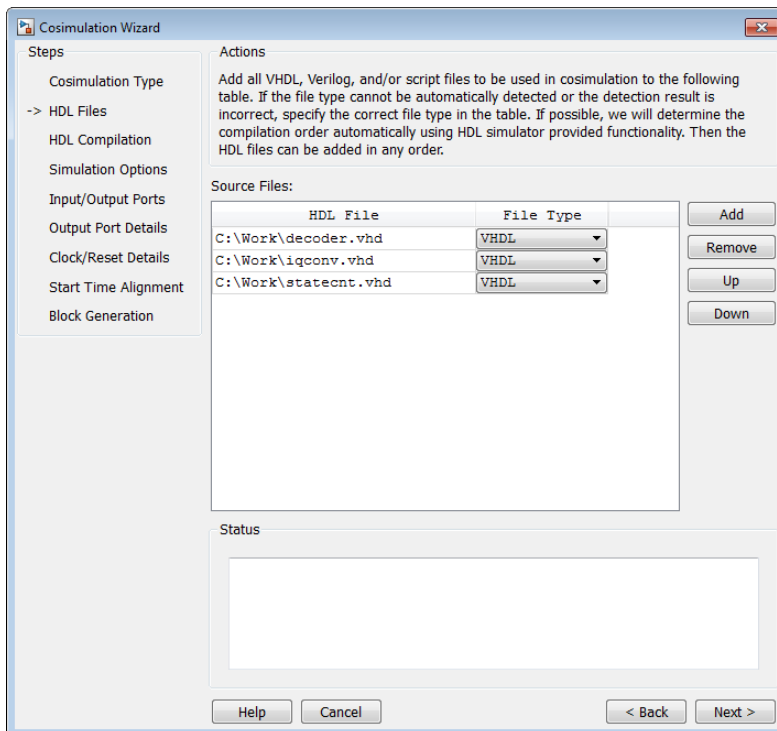 Cosimulation Wizard
Steps
Cosimulation Type
-> HDL Files
HDL Compilation
Simulation Options
Input/Output Ports
Output Port Details
Clock/Reset Details
Start Time Alignment
Block Generation
Actions
Add all VHDL, Verilog, and/or script files to be used in cosimulation to the following
table. If the file type cannot be automatically detected or the detection result is
incorrect, specify the correct file type in the table. If possible, we will determine the
compilation order automatically using HDL simulator provided functionality. Then the
HDL files can be added in any order.
Source Files:
HDL File File Type
C:\Work\decoder.vhd VHDL
C:\Work\iqconv.vhd VHDL
C:\Work\statecnt.vhd VHDL
Add
Remove
Up
Down
Status
Help Cancel < Back Next >